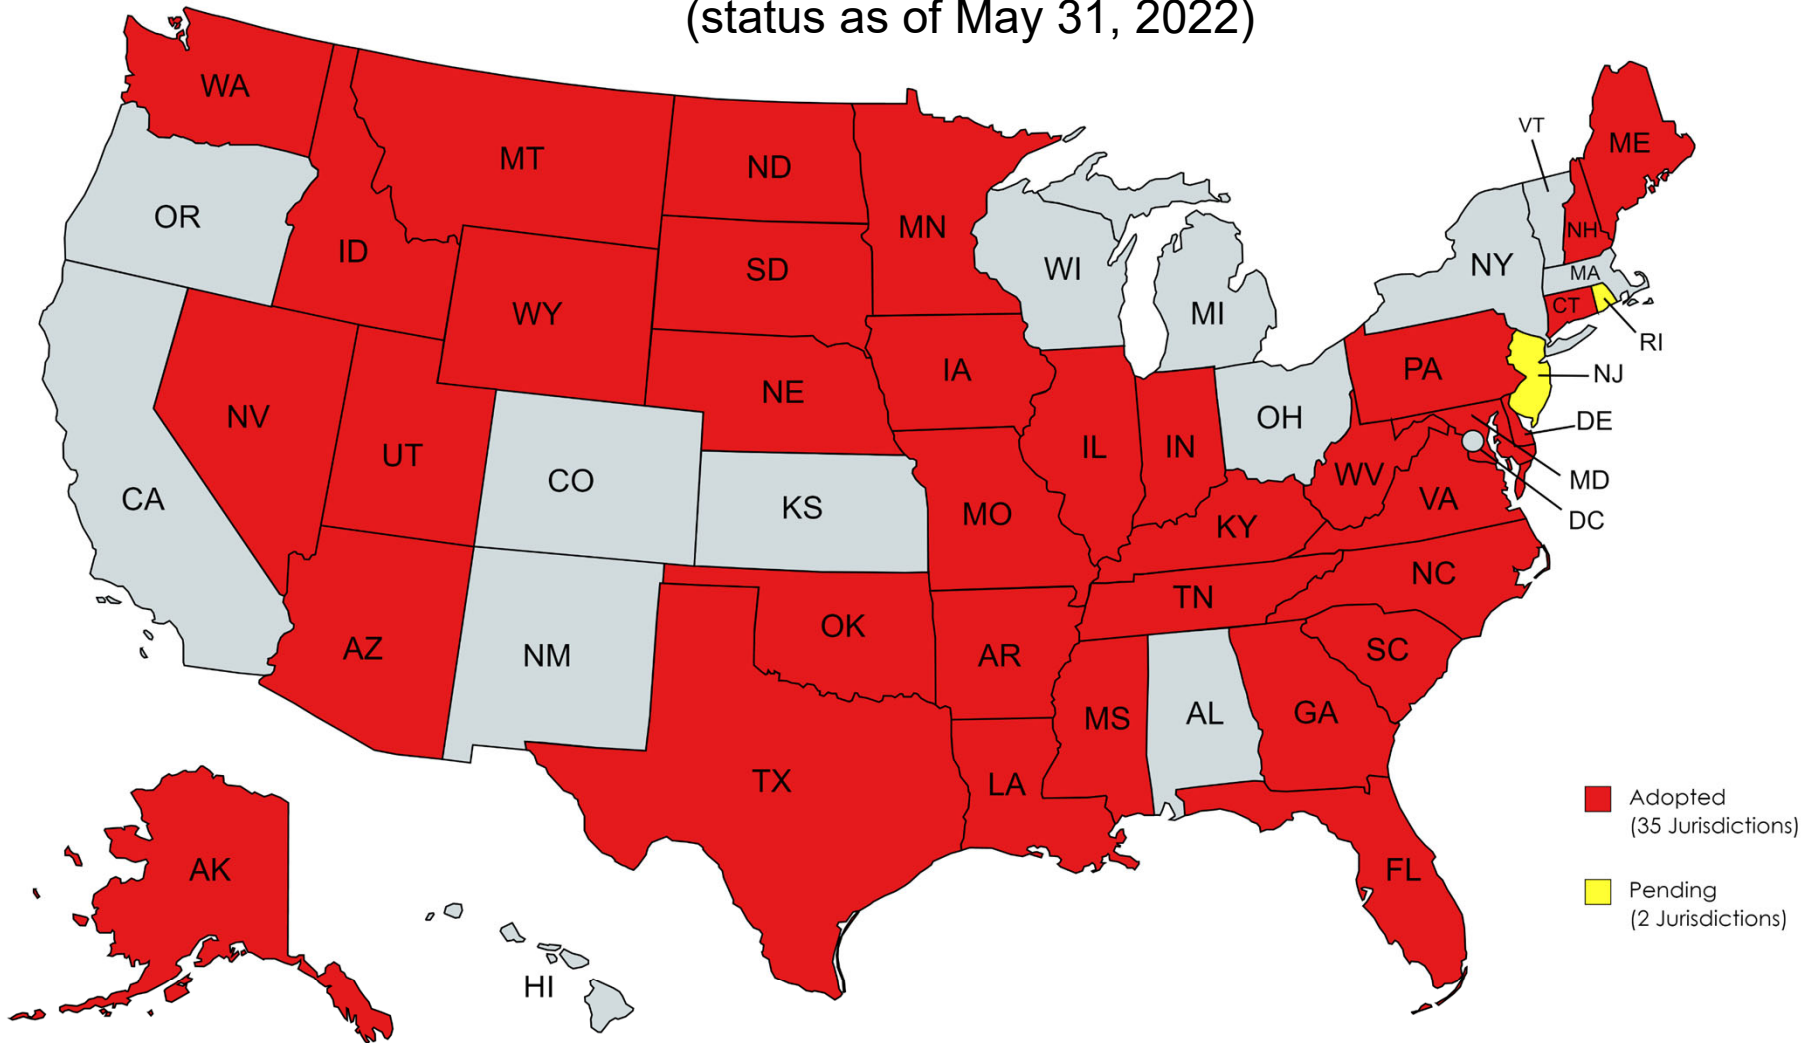 (status as of May 31, 2022)
WA
MT
ND
MN
OR
ID
SD
WY
WI
MI
VT
ME
NH
NY
MA
CT
RI
NV
UT
NE
IA
PA
NJ
CA
CO
KS
MO
IL
IN
OH
WV
VA
DE
MD
DC
KY
AZ
NM
OK
AR
TN
NC
SC
TX
LA
MS
AL
GA
FL
AK
HI
Adopted
(35 Jurisdictions)
Pending
(2 Jurisdictions)